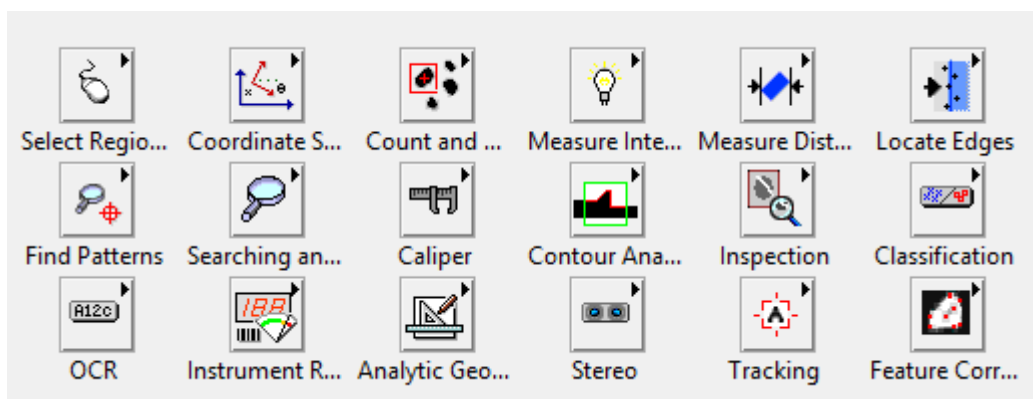 Select Regio... Coordinate S... Count and ... Measure Inte... Measure Dist... Locate Edges
Find Patterns Searching an... Caliper Contour Ana... Inspection Classification
A12c 188
OCR Instrument R... Analytic Geo... Stereo Tracking Feature Corr...
A